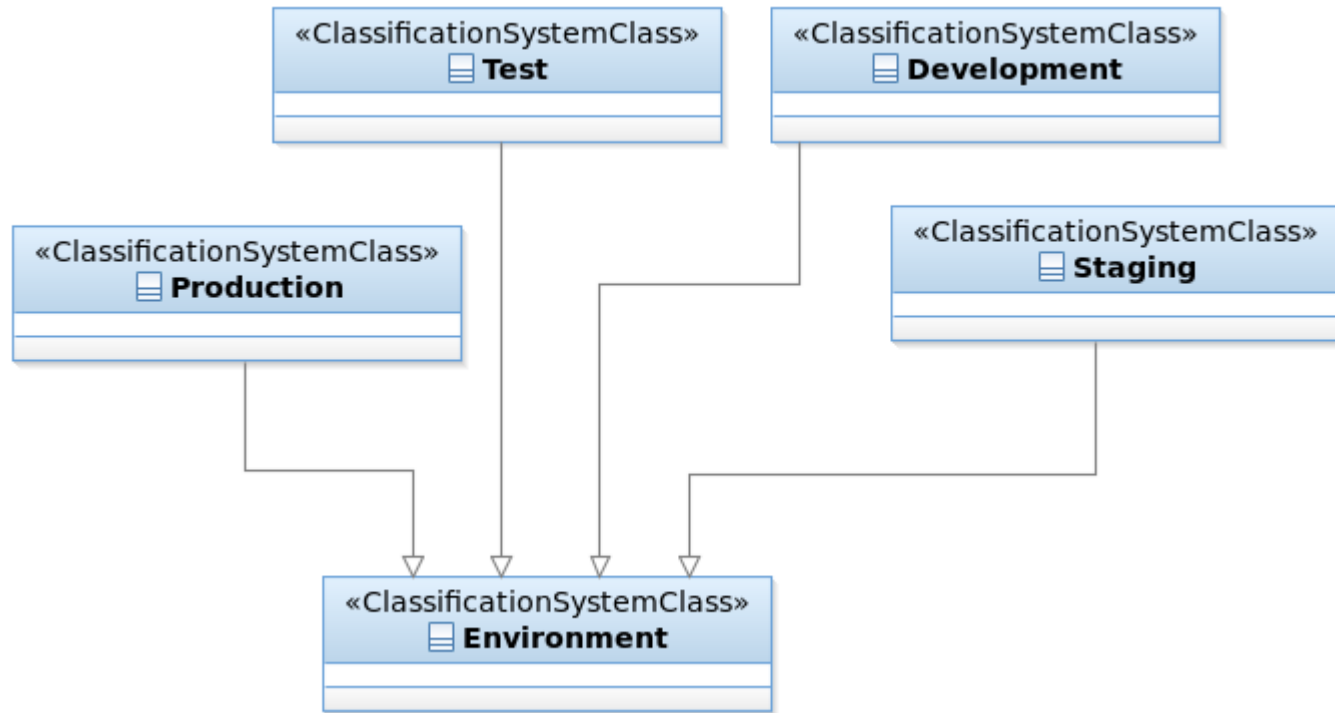 «ClassificationSystemClass»
Test
«ClassificationSystemClass»
Development
«ClassificationSystemClass»
Production
«ClassificationSystemClass»
Staging
«ClassificationSystemClass»
Environment